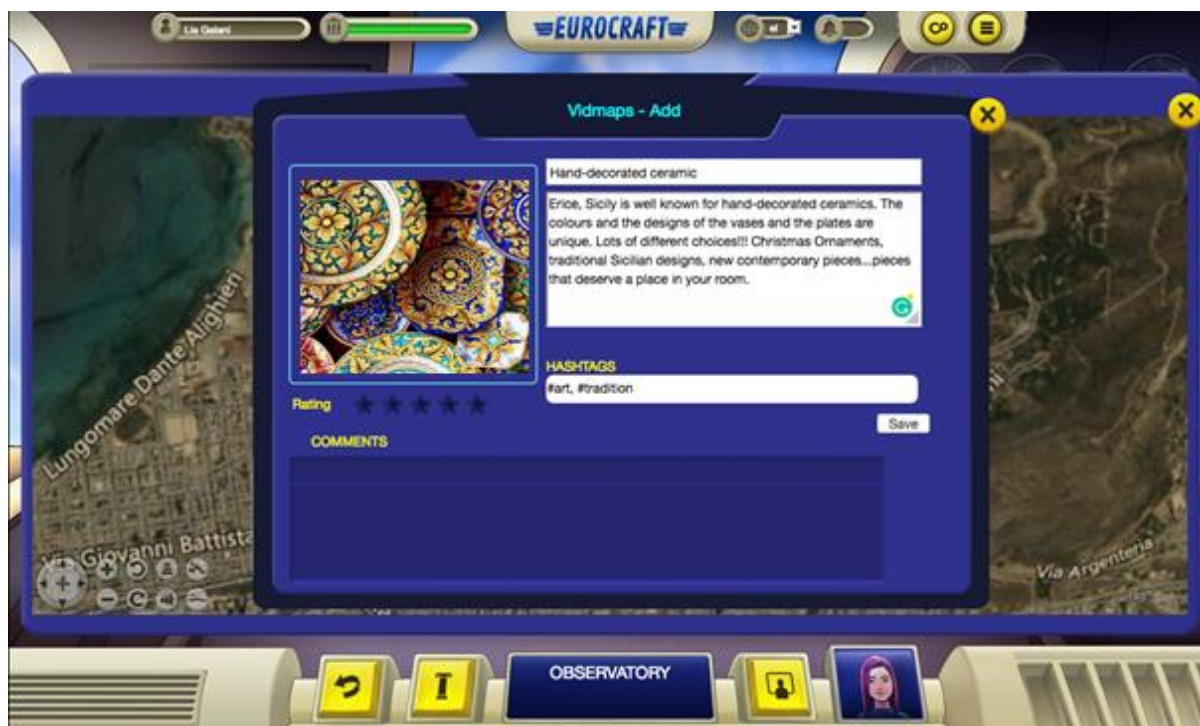 Lia Galani
EUROCRAFT
el
CP
Vidmaps - Add
Hand-decorated ceramic
Erice, Sicily is well known for hand-decorated ceramics. The
colours and the designs of the vases and the plates are
unique. Lots of different choices!!! Christmas Ornaments,
traditional Sicilian designs, new contemporary pieces...pieces
that deserve a place in your room.
HASHTAGS
#art, #tradition
Rating
Save
COMMENTS
Lungomare Dante Alighieri
Via Giovanni Battista
Via Argenteria
OBSERVATORY